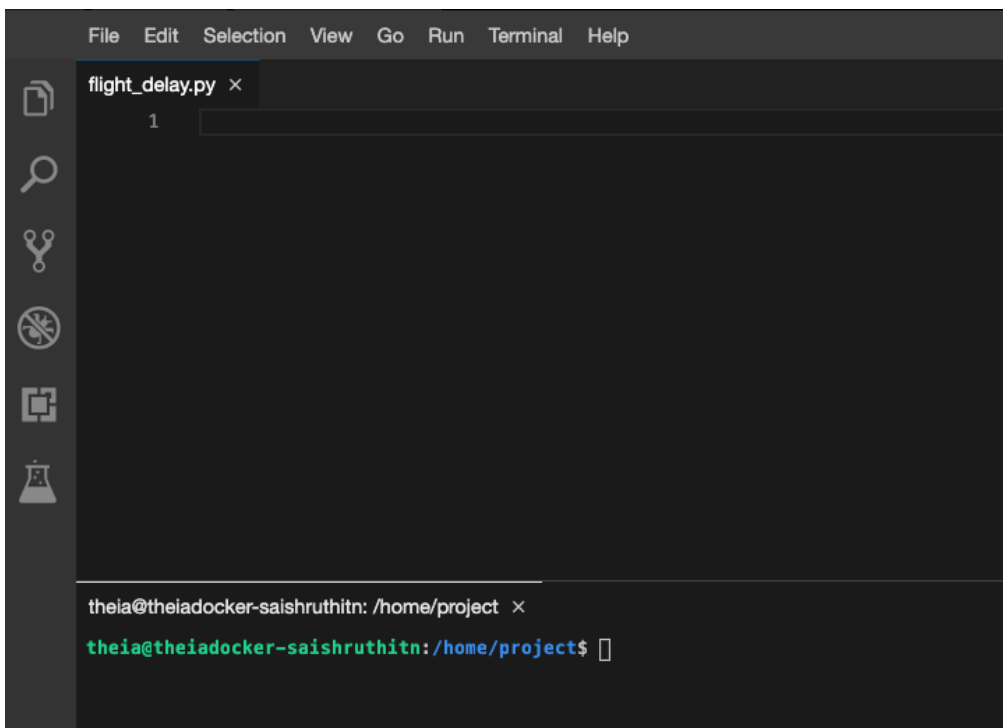 File Edit Selection View Go Run Terminal Help
flight_delay.py ×
1
theia@theiadocker-saishruthitn: /home/project ×
theia@theiadocker-saishruthitn:/home/project$